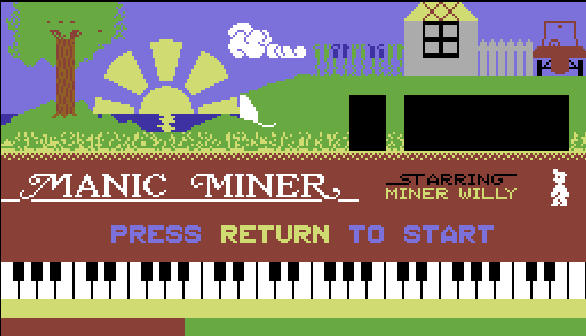 MANIC MINER
STARRING
MINER WILLY
PRESS RETURN TO START